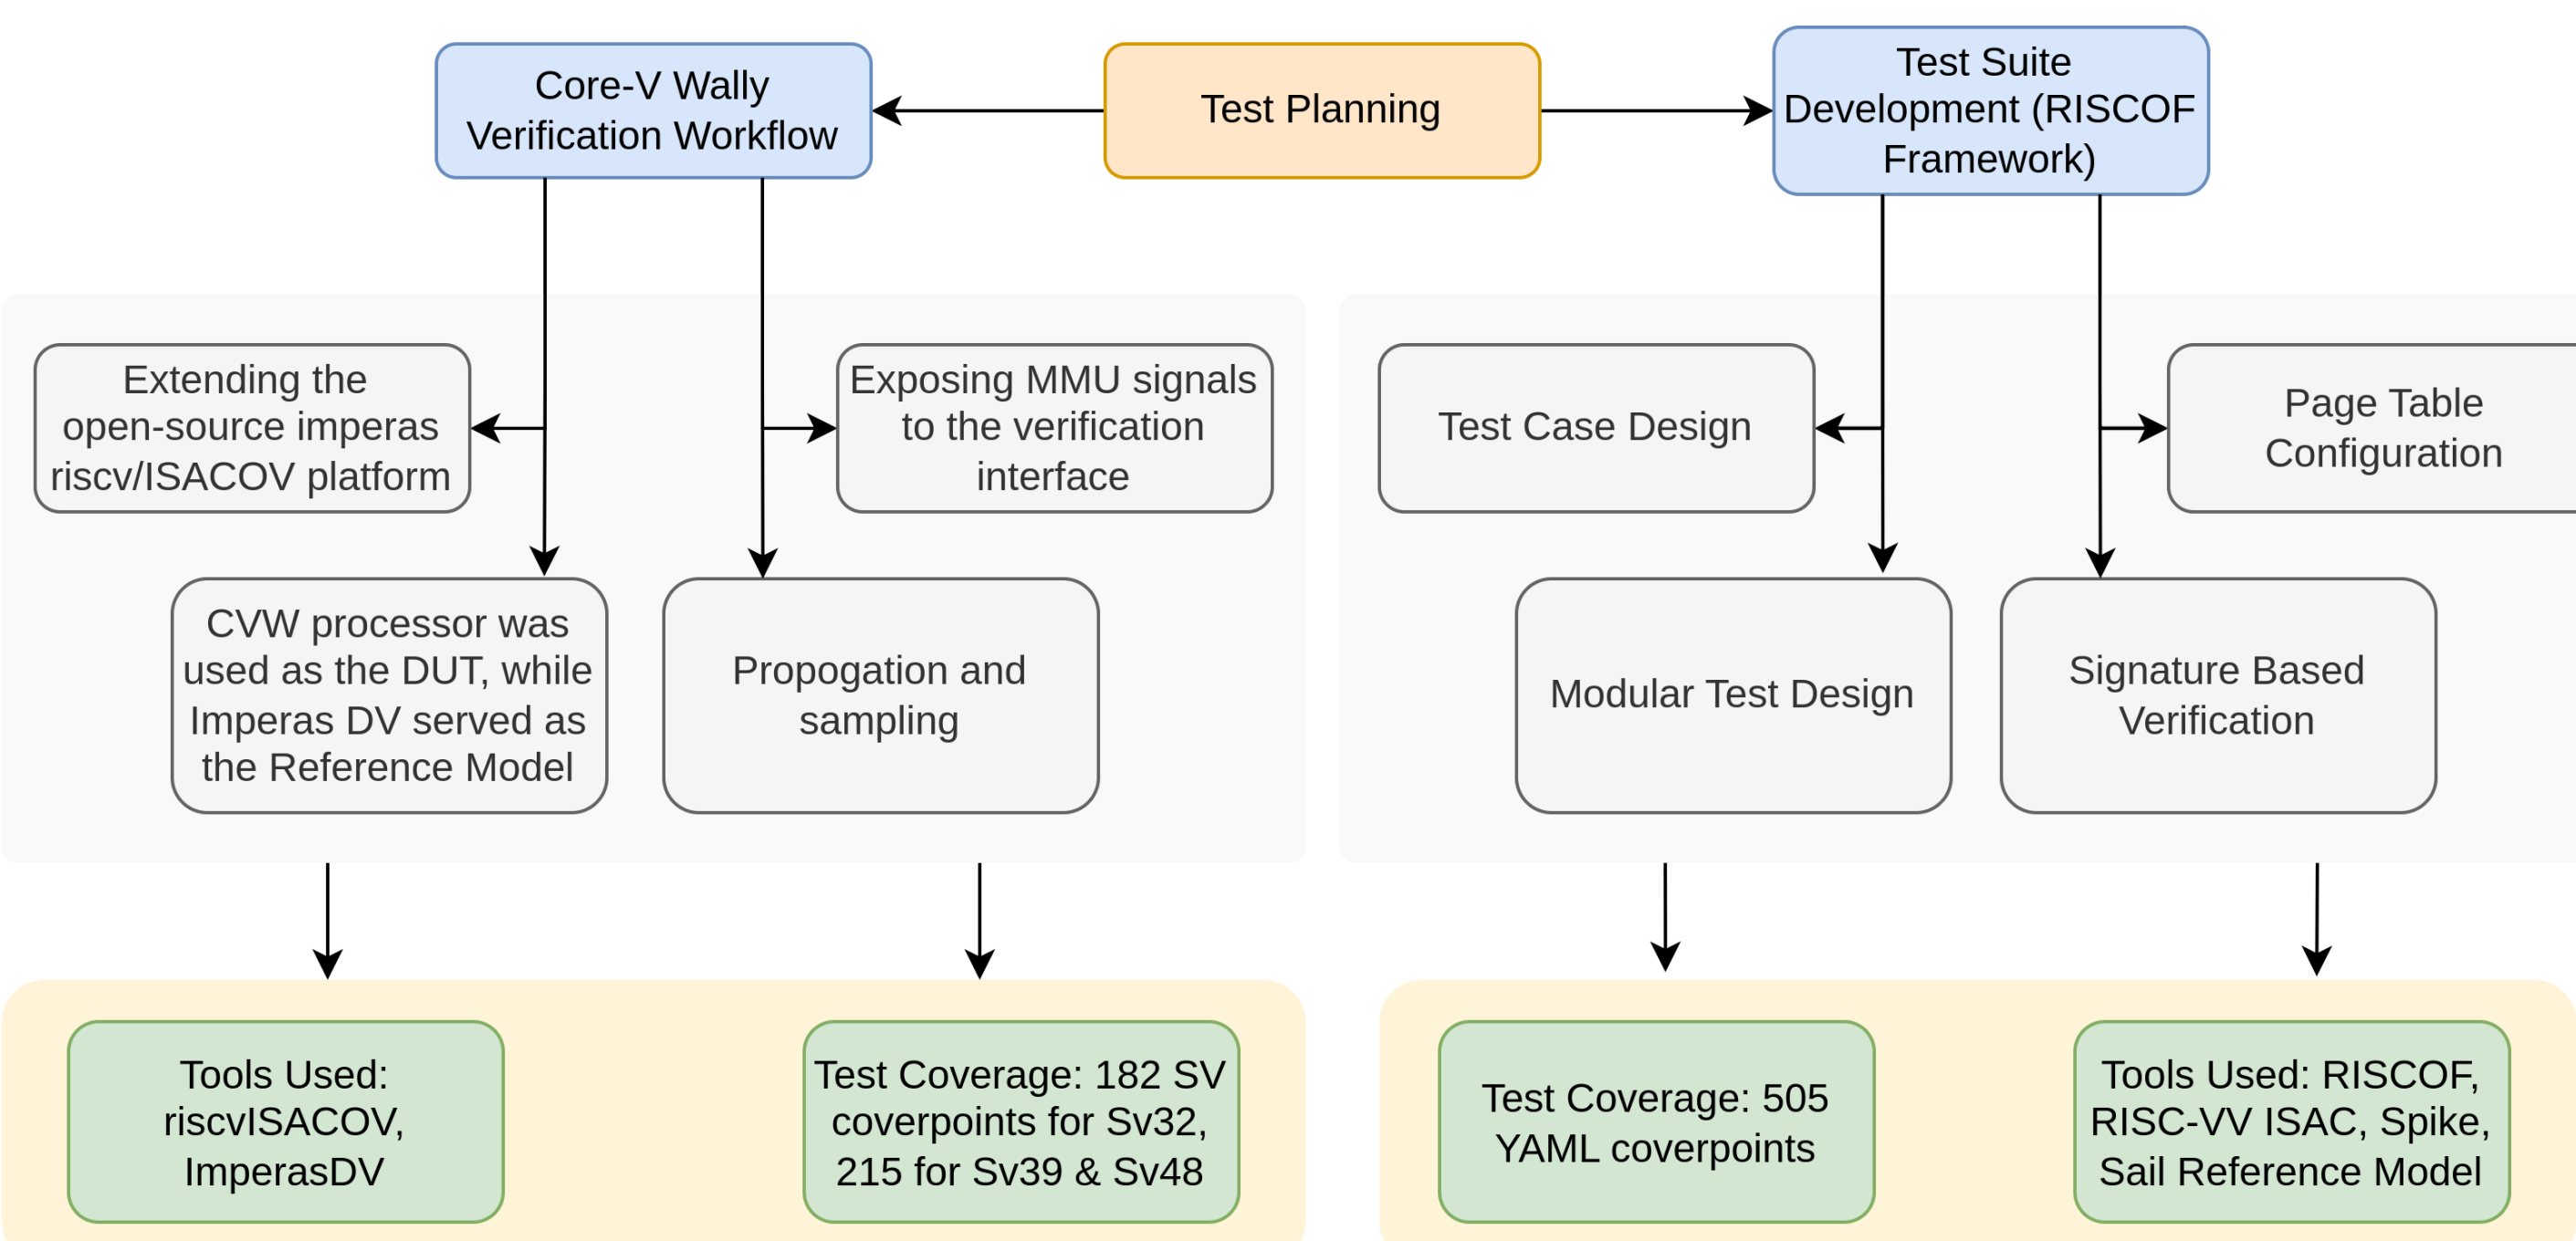 Core-V Wally
Verification Workflow
Test Planning
Test Suite
Development (RISCOF
Framework)
Extending the
open-source imperas
riscv/ISACOV platform
Exposing MMU signals
to the verification
interface
Test Case Design
Page Table
Configuration
CVW processor was
used as the DUT, while
Imperas DV served as
the Reference Model
Propogation and
sampling
Modular Test Design
Signature Based
Verification
Tools Used:
riscvISACOV,
ImperasDV
Test Coverage: 182 SV
coverpoints for Sv32,
215 for Sv39 & Sv48
Test Coverage: 505
YAML coverpoints
Tools Used: RISCOF,
RISC-VV ISAC, Spike,
Sail Reference Model